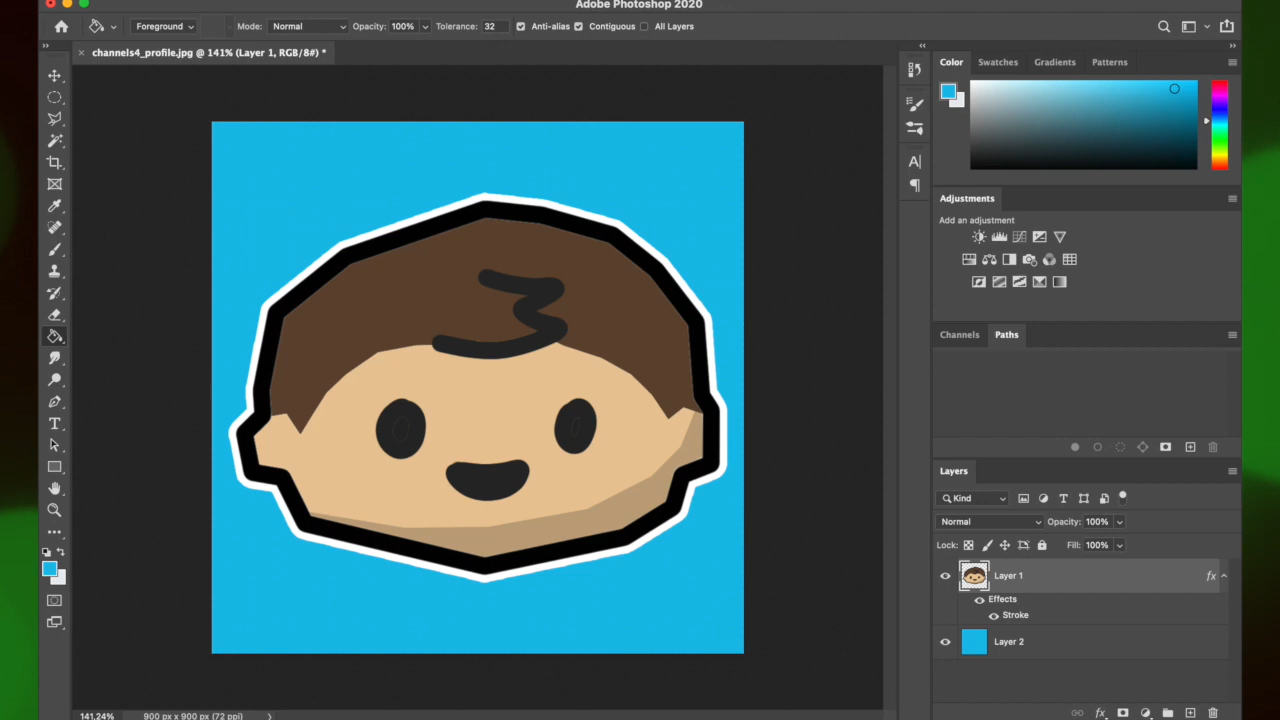 Adobe Photoshop 2020
Foreground Mode: Normal Opacity: 100% Tolerance: 32 Anti-alias Contiguous All Layers
channels4_profile.jpg @ 141% (Layer 1, RGB/8#) *
Color Swatches Gradients Patterns
Adjustments
Add an adjustment
Channels Paths
Layers
Kind
Normal Opacity: 100%
Lock: Fill: 100%
Layer 1 fx
Effects
Stroke
Layer 2
141,24% 900 px x 900 px (72 ppi)
fx